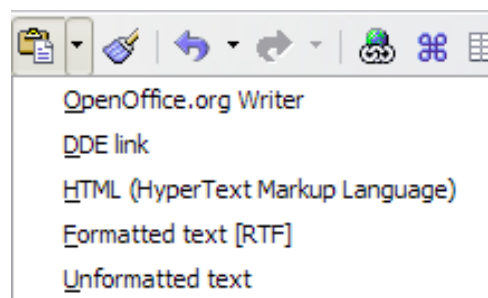 OpenOffice.org Writer
DDE link
HTML (HyperText Markup Language)
Formatted text [RTF]
Unformatted text